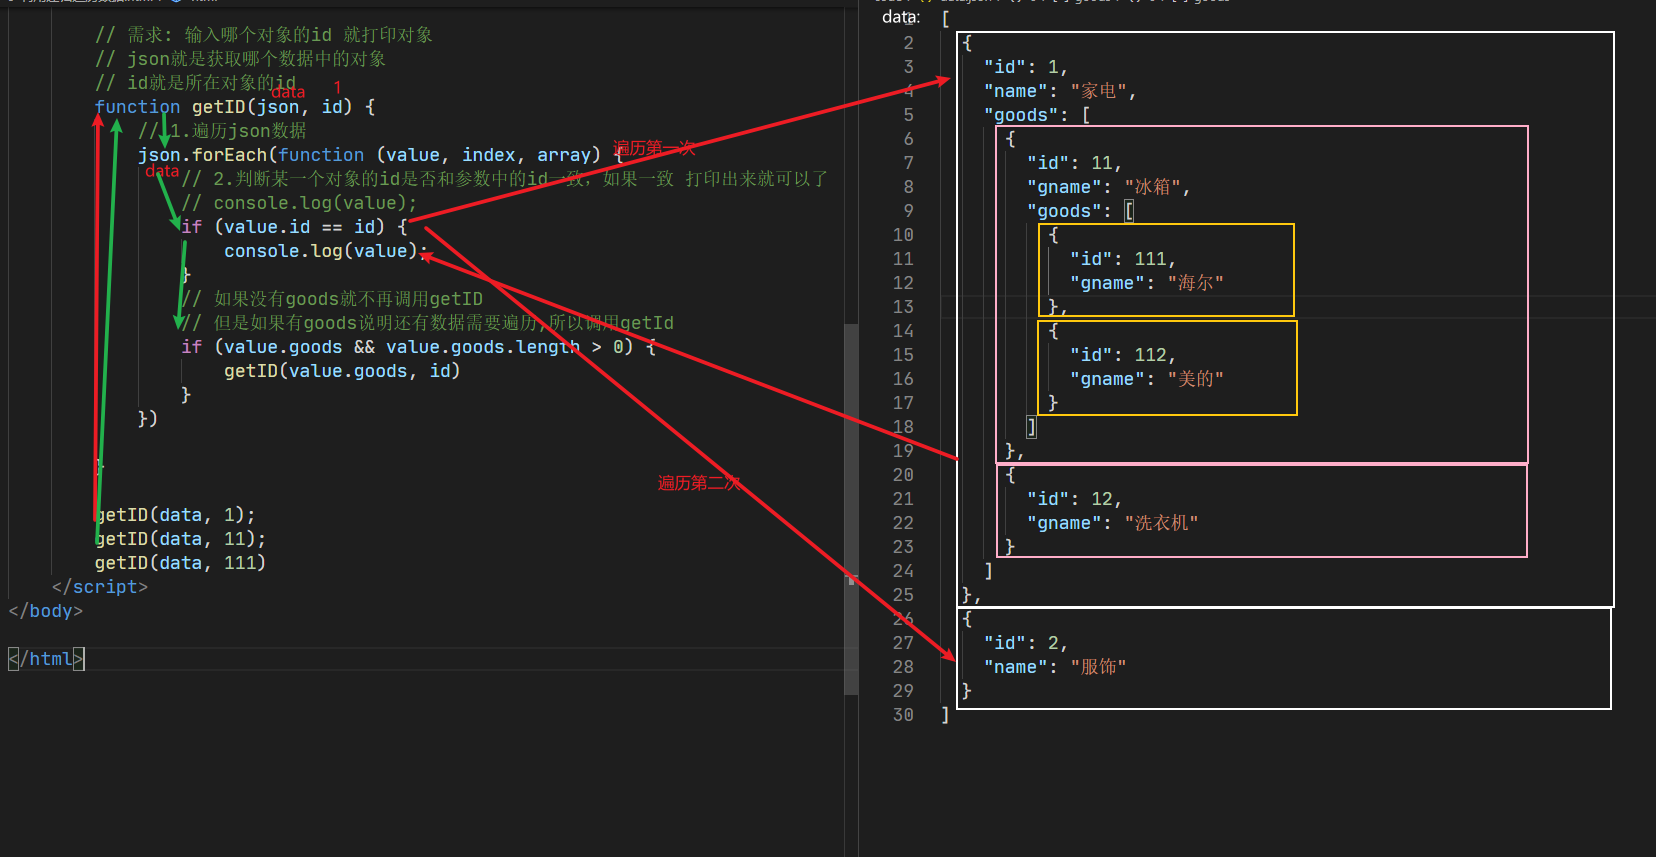 // 需求: 输入哪个对象的id 就打印对象
// json就是获取哪个数据中的对象
// id就是所在对象的id
data 1
function getID(json, id) {
// 1.遍历json数据
json.forEach(function (value, index, array) {
data
// 2.判断某一个对象的id是否和参数中的id一致, 如果一致 打印出来就可以了
// console.log(value);
if (value.id == id) {
console.log(value);
}
// 如果没有goods就不再调用getID
// 但是如果有goods说明还有数据需要遍历,所以调用getId
if (value.goods && value.goods.length > 0) {
getID(value.goods, id)
}
})
}
getID(data, 1);
getID(data, 11);
getID(data, 111)
</script>
</body>
</html>
遍历第一次
遍历第二次
data: [
2 {
3 "id": 1,
4 "name": "家电",
5 "goods": [
6 {
7 "id": 11,
8 "gname": "冰箱",
9 "goods": [
10 {
11 "id": 111,
12 "gname": "海尔"
13 },
14 {
15 "id": 112,
16 "gname": "美的"
17 }
18 ]
19 },
20 {
21 "id": 12,
22 "gname": "洗衣机"
23 }
24 ]
25 },
26 {
27 "id": 2,
28 "name": "服饰"
29 }
30 ]